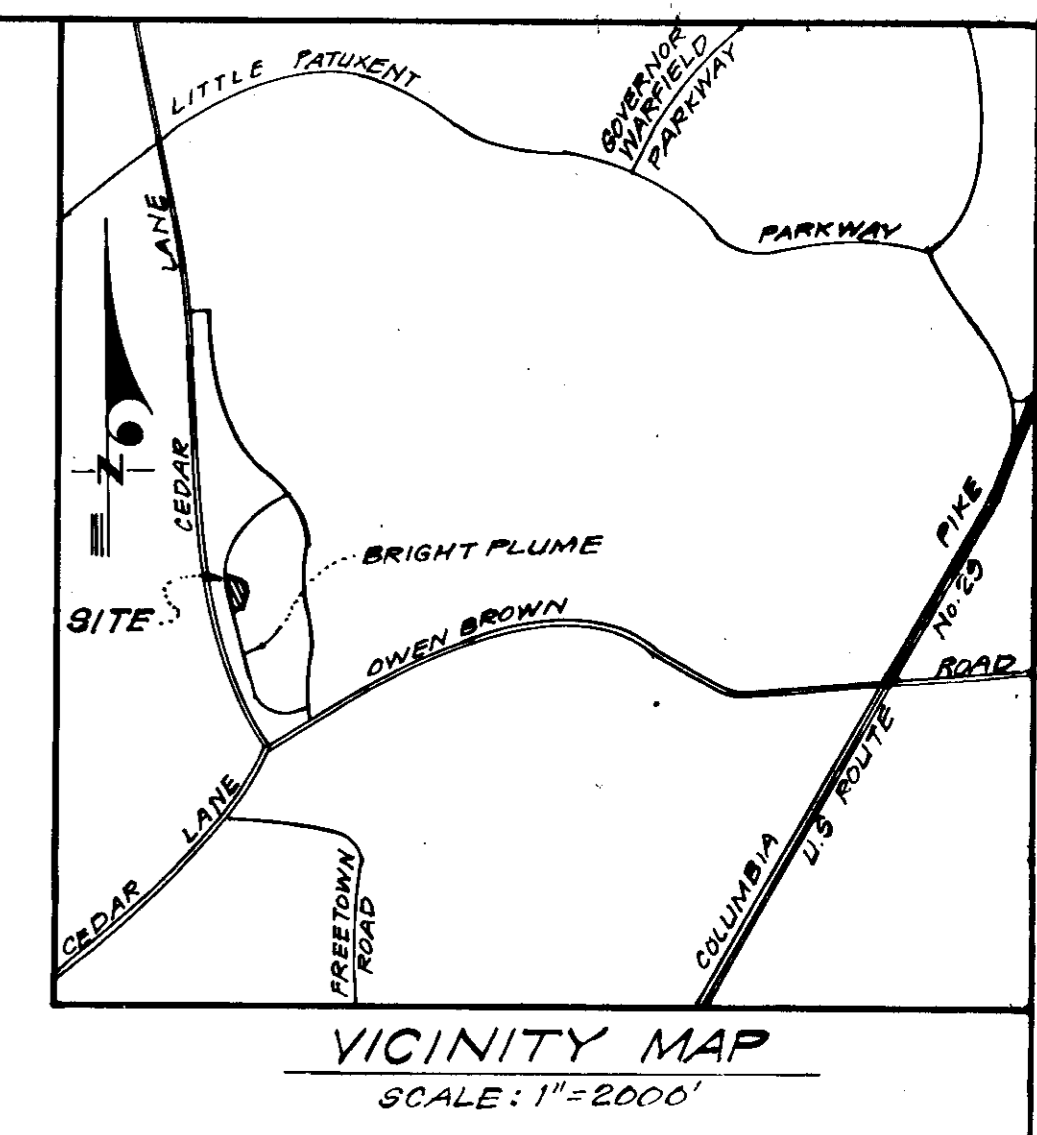 LITTLE PATUXENT
GOVERNOR
WARFIELD
PARKWAY
PARKWAY
LANE
CEDAR
N
BRIGHT PLUME
SITE
OWEN BROWN
PIKE
No. 29
ROAD
U.S ROUTE
COLUMBIA
LANE
CEDAR
FREETOWN
ROAD
VICINITY MAP
SCALE: 1"=2000'